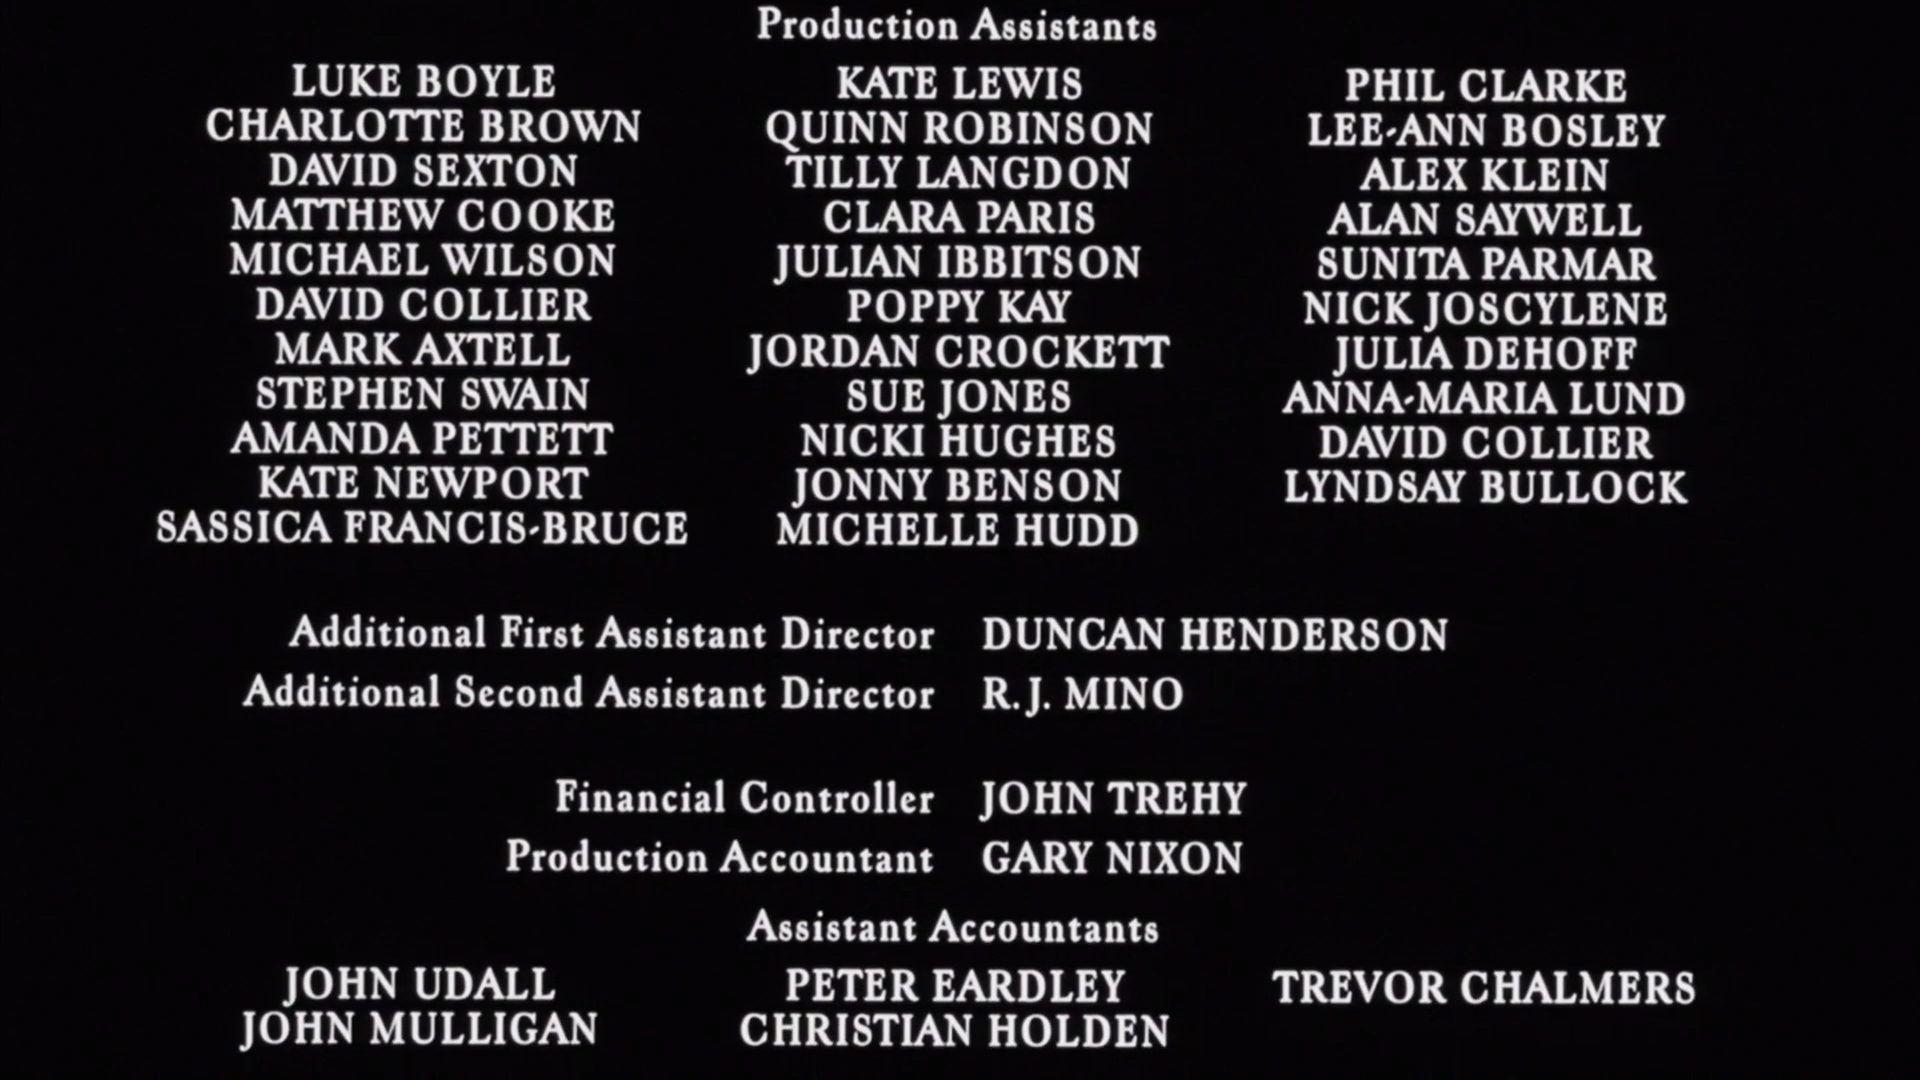 Production Assistants
LUKE BOYLE KATE LEWIS PHIL CLARKE
CHARLOTTE BROWN QUINN ROBINSON LEE-ANN BOSLEY
DAVID SEXTON TILLY LANGDON ALEX KLEIN
MATTHEW COOKE CLARA PARIS ALAN SAYWELL
MICHAEL WILSON JULIAN IBBITSON SUNITA PARMAR
DAVID COLLIER POPPY KAY NICK JOSCYLENE
MARK AXTELL JORDAN CROCKETT JULIA DEHOFF
STEPHEN SWAIN SUE JONES ANNA-MARIA LUND
AMANDA PETTETT NICKI HUGHES DAVID COLLIER
KATE NEWPORT JONNY BENSON LYNDSAY BULLOCK
SASSICA FRANCIS-BRUCE MICHELLE HUDD
Additional First Assistant Director DUNCAN HENDERSON
Additional Second Assistant Director R.J. MINO
Financial Controller JOHN TREHY
Production Accountant GARY NIXON
Assistant Accountants
JOHN UDALL PETER EARDLEY TREVOR CHALMERS
JOHN MULLIGAN CHRISTIAN HOLDEN